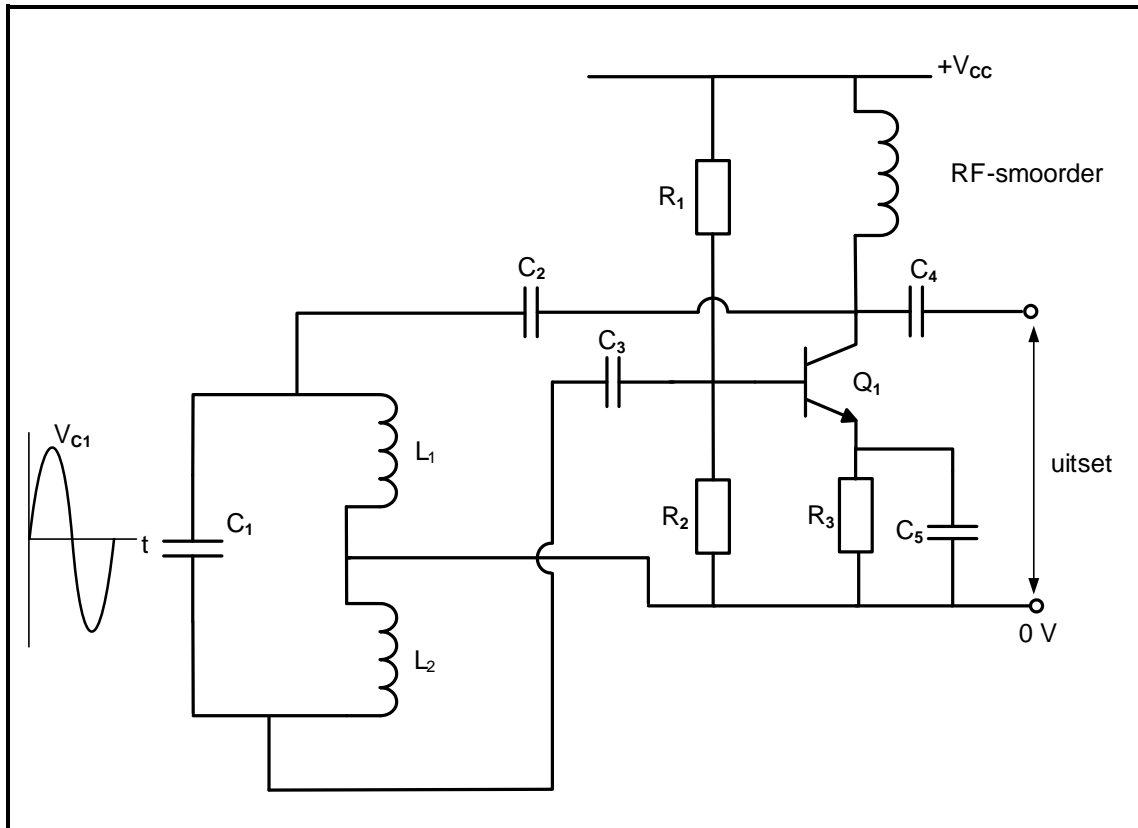 +VCC
RF-smoorder
R1
C2
C4
C3
Q1
VC1
L1
uitset
C1
R2
R3
C5
t
0 V
L2